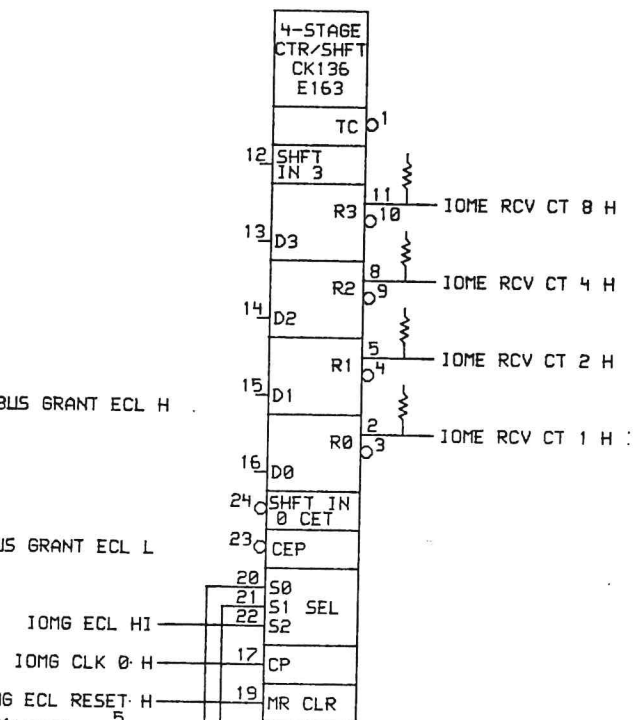 4-STAGE
CTR/SHFT
CK136
E163
TC 1
12 SHFT
IN 3
11
R3 10 IOME RCV CT 8 H
13 D3
8
R2 9 IOME RCV CT 4 H
14 D2
5
R1 4 IOME RCV CT 2 H
15 D1
BUS GRANT ECL H
2
R0 3 IOME RCV CT 1 H
16 D0
24 SHFT IN
0 CET
23 CEP
US GRANT ECL L
20 S0
21 S1 SEL
IOMG ECL HI 22 S2
IOMG CLK 0 H 17 CP
MG ECL RESET H 19 MR CLR
5